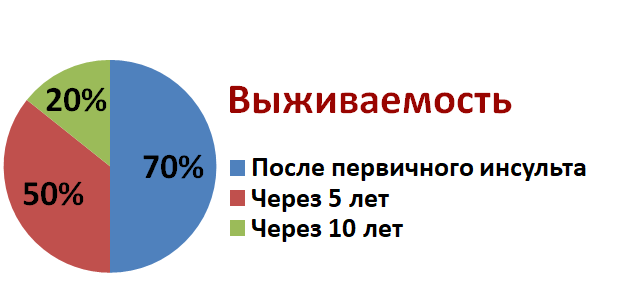 Выживаемость
20%
70%
50%
После первичного инсульта
Через 5 лет
Через 10 лет